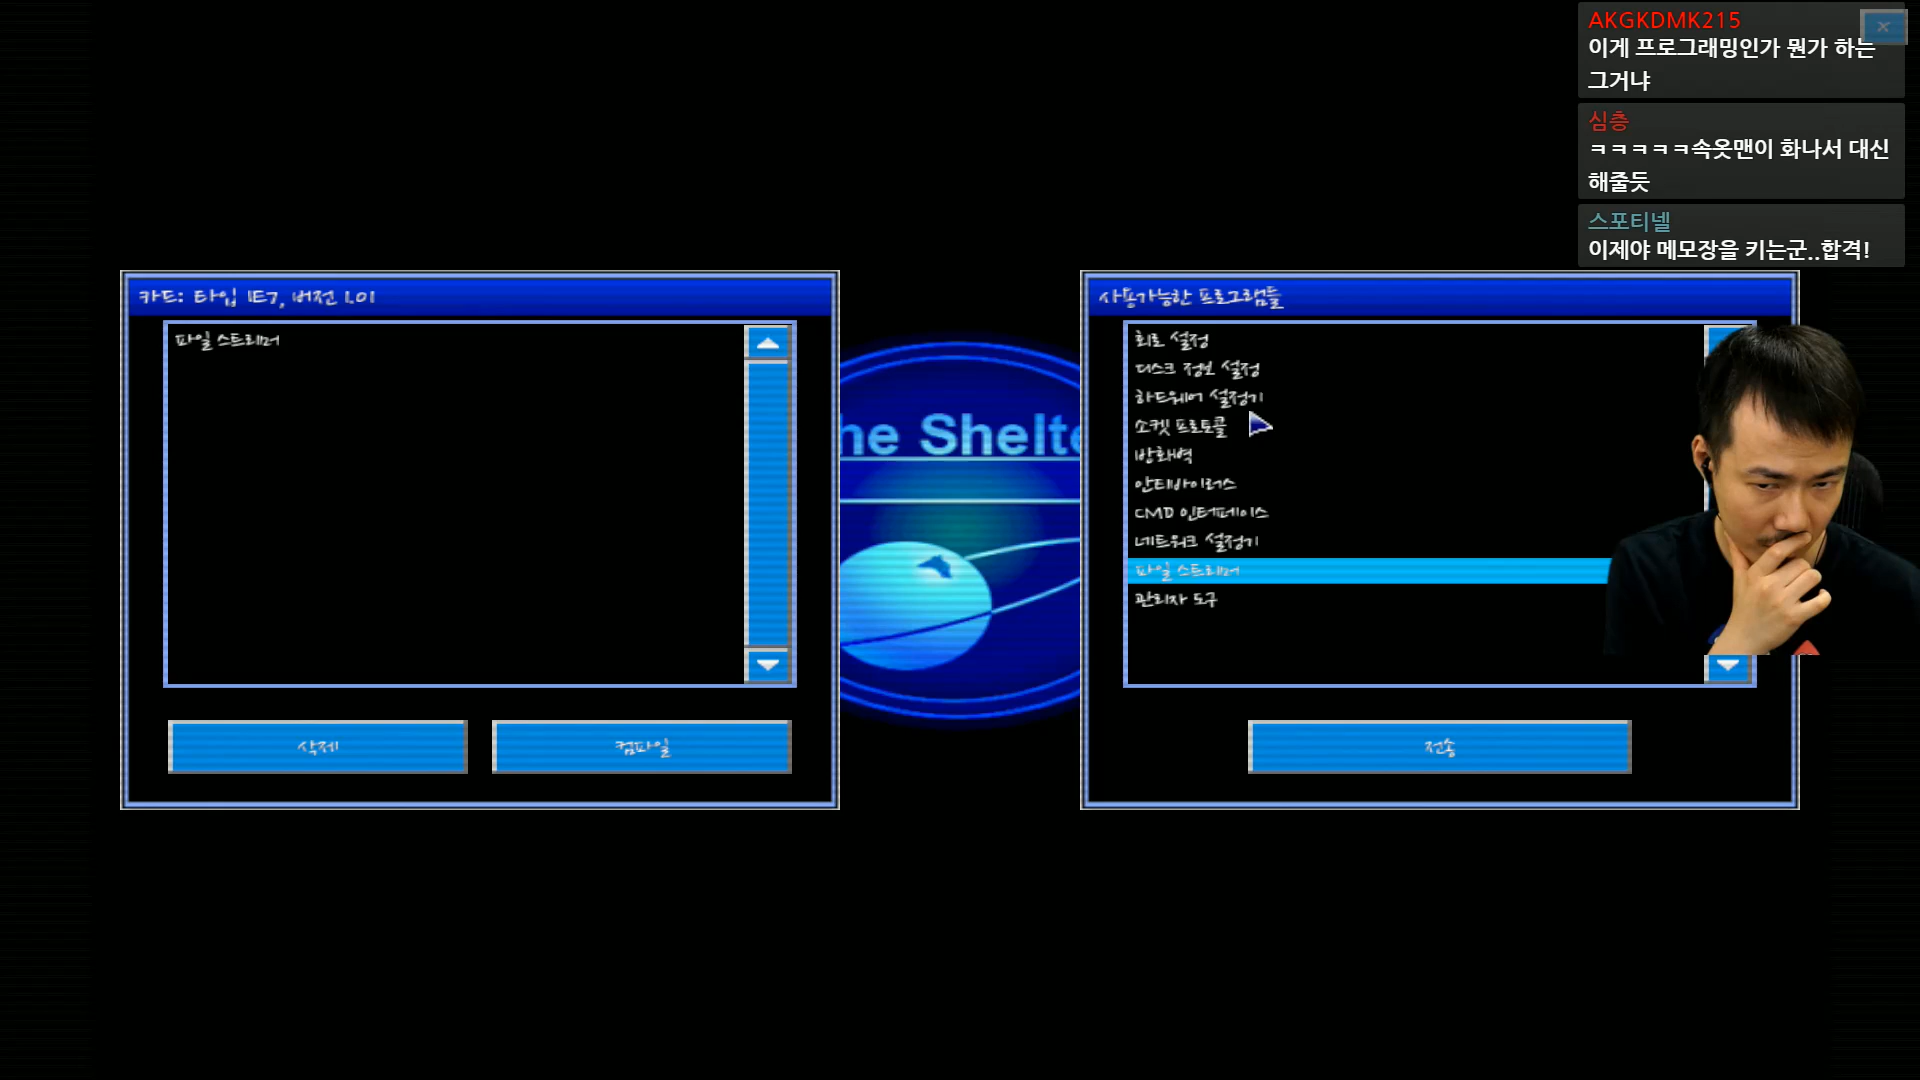 AKGKDMK215
이게 프로그래밍인가 뭔가 하는
그거냐
심층
ㅋㅋㅋㅋㅋ속옷맨이 화나서 대신
해줄듯
스포티넬
이제야 메모장을 키는군..합격!
카드: 타입 1E7, 버전 1.01
파일 스트리머
삭제
컴파일
he Shelte
사용가능한 프로그램들
회로 설정
디스크 정보 설정
하드웨어 설정기
소켓 프로토콜
방화벽
안티바이러스
CMD 인터페이스
네트워크 설정기
파일 스트리머
관리자 도구
전송